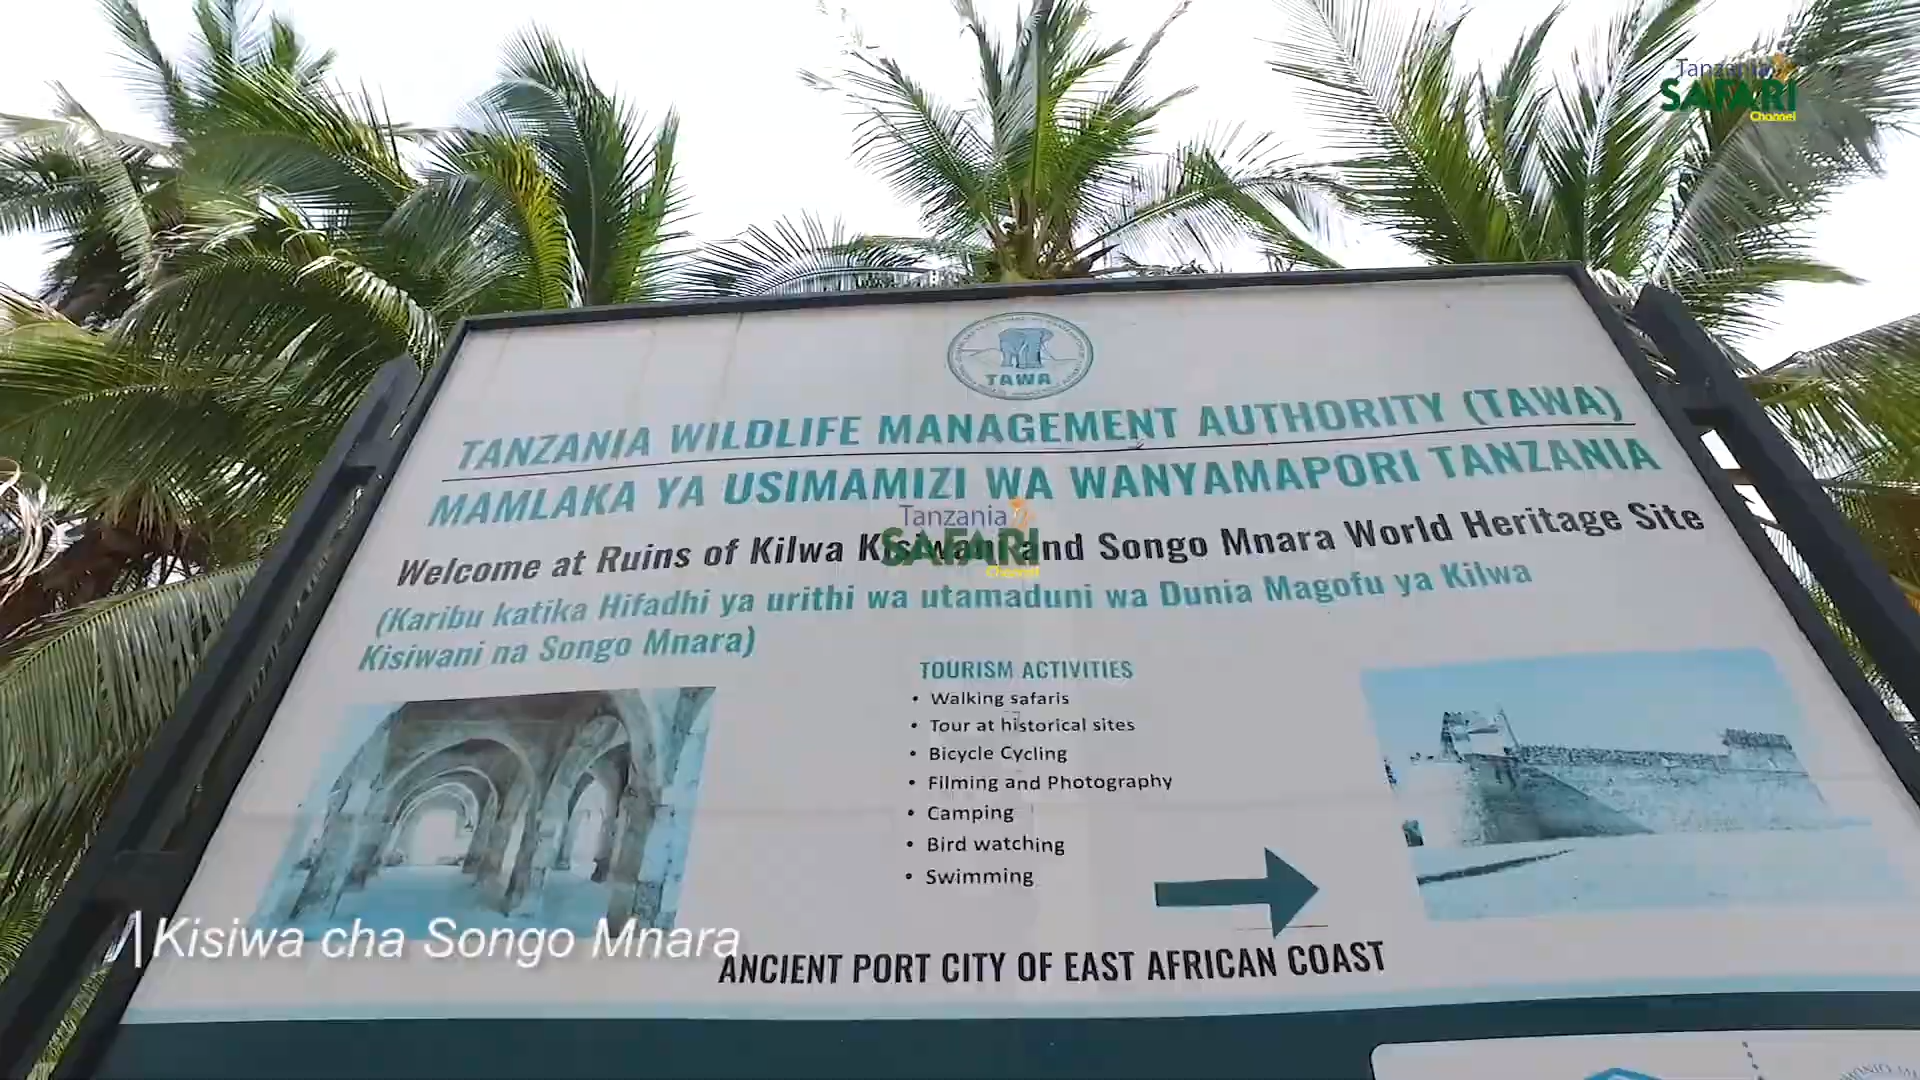 Tanzania
SAFARI
Channel
TAWA
TANZANIA WILDLIFE MANAGEMENT AUTHORITY (TAWA)
MAMLAKA YA USIMAMIZI WA WANYAMAPORI TANZANIA
Tanzania
SAFARI
Channel
Welcome at Ruins of Kilwa Kisiwani and Songo Mnara World Heritage Site
(Karibu katika Hifadhi ya urithi wa utamaduni wa Dunia Magofu ya Kilwa
Kisiwani na Songo Mnara)
TOURISM ACTIVITIES
• Walking safaris
• Tour at historical sites
• Bicycle Cycling
• Filming and Photography
• Camping
• Bird watching
• Swimming
Kisiwa cha Songo Mnara
ANCIENT PORT CITY OF EAST AFRICAN COAST